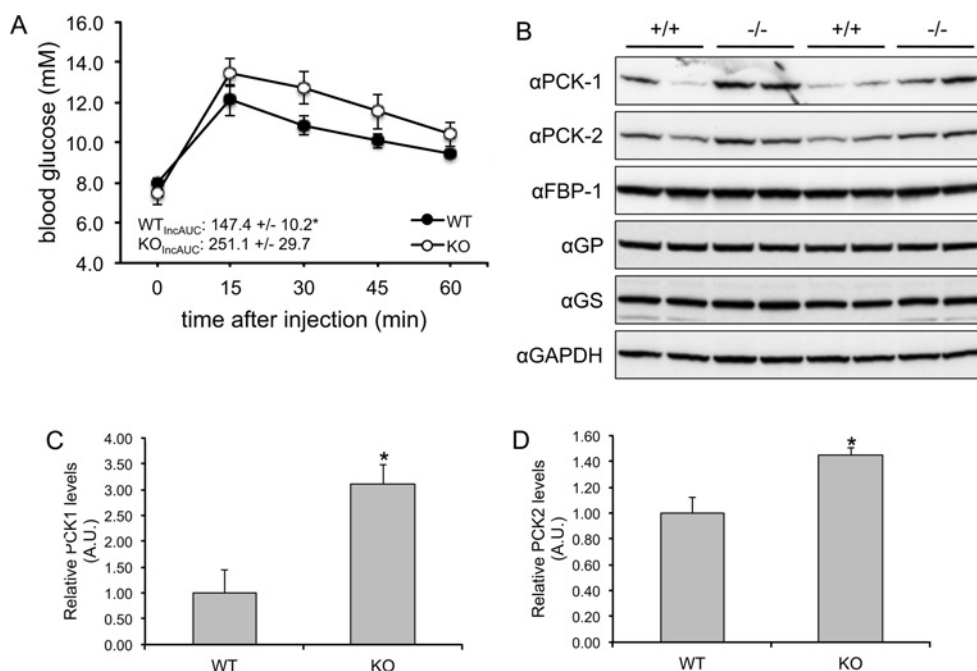 A
blood glucose (mM)
16.0
14.0
12.0
10.0
8.0
6.0
4.0
WT_IncAUC: 147.4 +/- 10.2*
KO_IncAUC: 251.1 +/- 29.7
WT
KO
0 15 30 45 60
time after injection (min)
B
+/+ -/- +/+ -/-
αPCK-1
αPCK-2
αFBP-1
αGP
αGS
αGAPDH
C
Relative PCK1 levels
(A.U.)
4.00
3.50
3.00
2.50
2.00
1.50
1.00
0.50
0.00
*
WT KO
D
Relative PCK2 levels
(A.U.)
1.60
1.40
1.20
1.00
0.80
0.60
0.40
0.20
0.00
*
WT KO